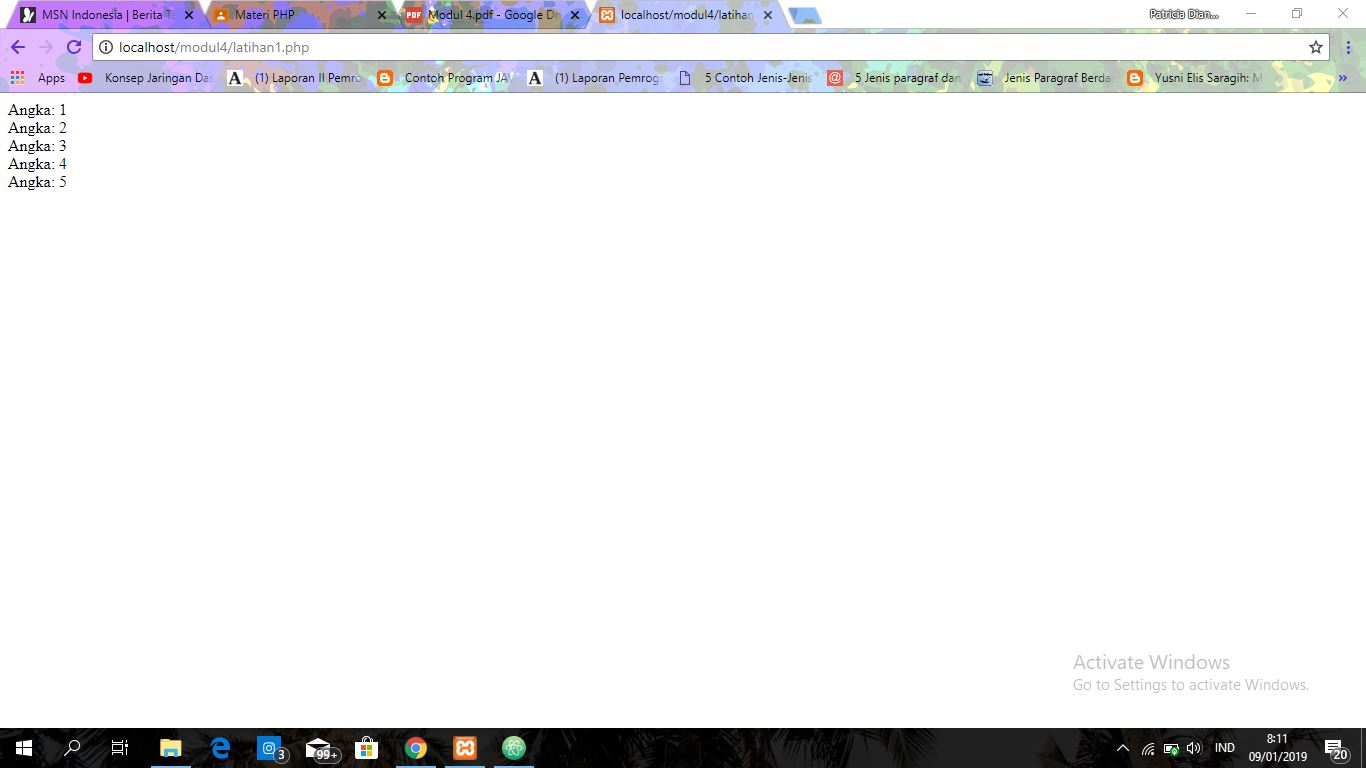 MSN Indonesia | Berita Te
Materi PHP
PDF Modul 4.pdf - Google Dr
localhost/modul4/latihan
Patricia Dian...
localhost/modul4/latihan1.php
Apps
Konsep Jaringan Das
A (1) Laporan II Pemro
Contoh Program JAV
A (1) Laporan Pemrog
5 Contoh Jenis-Jenis
@ 5 Jenis paragraf dan
Jenis Paragraf Berdas
Yusni Elis Saragih: M
»
Angka: 1
Angka: 2
Angka: 3
Angka: 4
Angka: 5
Activate Windows
Go to Settings to activate Windows.
3
99+
IND
8:11
09/01/2019
20